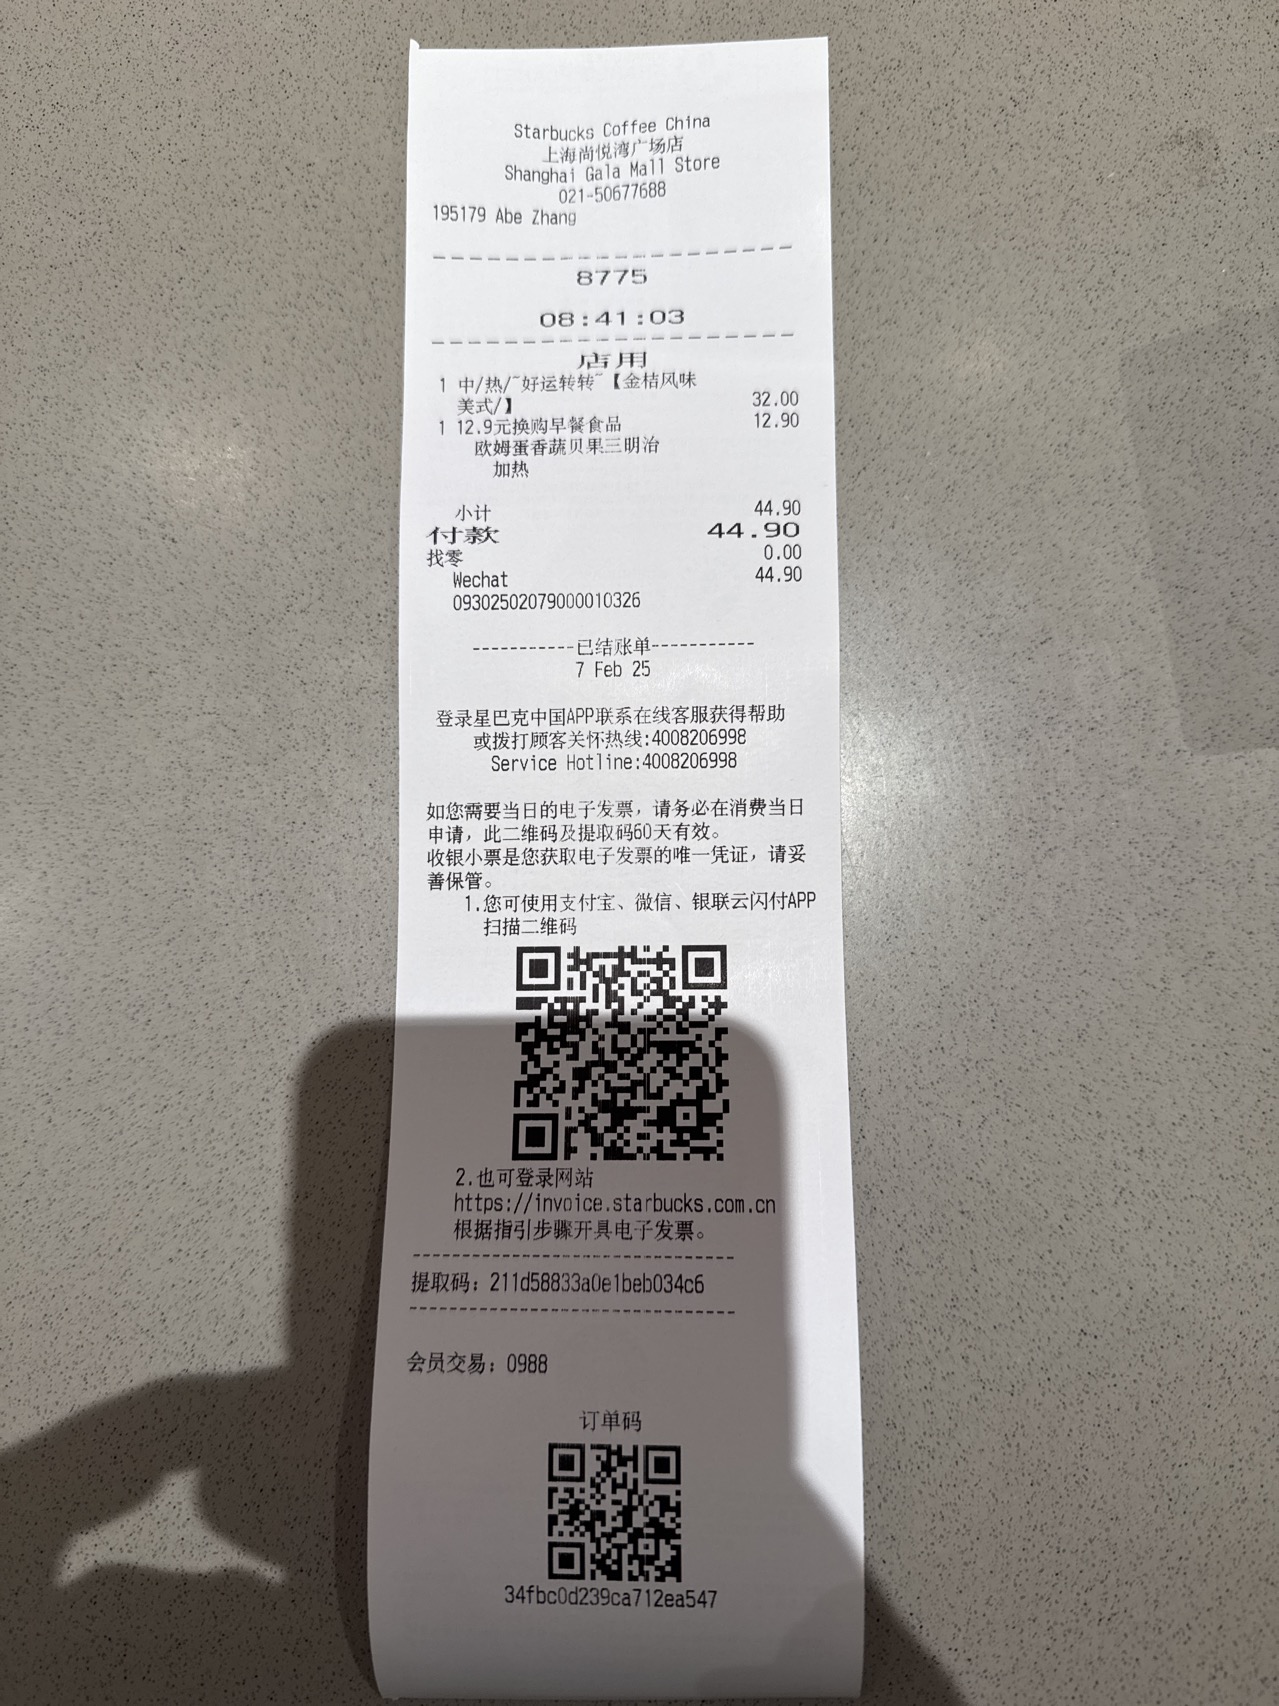 Starbucks Coffee China
上海尚悦湾广场店
Shanghai Gala Mall Store
021-50677688
195179 Abe Zhang
--------------------
8775
08:41:03
--------------------
店用
1 中/热/~好运转转~【金桔风味
美式/】 32.00
1 12.9元换购早餐食品 12.90
欧姆蛋香蔬贝果三明治
加热
小计 44.90
付款 44.90
找零 0.00
Wechat 44.90
09302502079000010326
-----------已结账单-----------
7 Feb 25
登录星巴克中国APP联系在线客服获得帮助
或拨打顾客关怀热线:4008206998
Service Hotline:4008206998
如您需要当日的电子发票，请务必在消费当日
申请，此二维码及提取码60天有效。
收银小票是您获取电子发票的唯一凭证，请妥
善保管。
1.您可使用支付宝、微信、银联云闪付APP
扫描二维码
2.也可登录网站
https://invoice.starbucks.com.cn
根据指引步骤开具电子发票。
-----------------------------------
提取码：211d58833a0e1beb034c6
-----------------------------------
会员交易：0988
订单码
34fbc0d239ca712ea547